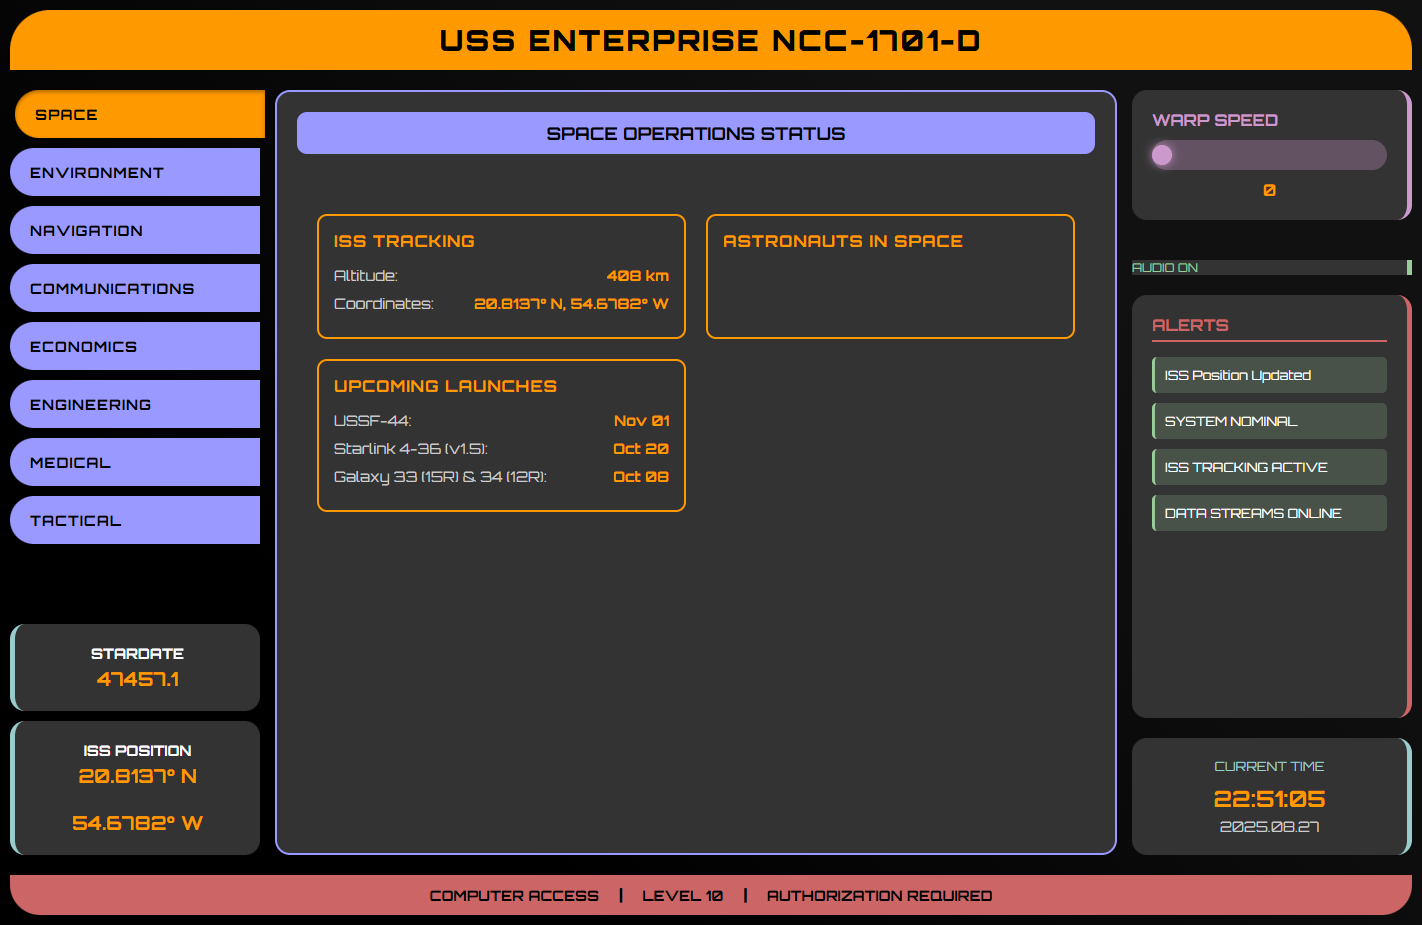 USS ENTERPRISE NCC-1701-D
SPACE
ENVIRONMENT
NAVIGATION
COMMUNICATIONS
ECONOMICS
ENGINEERING
MEDICAL
TACTICAL
STARDATE
47457.1
ISS POSITION
20.8137° N
54.6782° W
SPACE OPERATIONS STATUS
ISS TRACKING
Altitude: 408 km
Coordinates: 20.8137° N, 54.6782° W
ASTRONAUTS IN SPACE
UPCOMING LAUNCHES
USSF-44: Nov 01
Starlink 4-36 (v1.5): Oct 20
Galaxy 33 (15R) & 34 (12R): Oct 08
WARP SPEED
0
AUDIO ON
ALERTS
ISS Position Updated
SYSTEM NOMINAL
ISS TRACKING ACTIVE
DATA STREAMS ONLINE
CURRENT TIME
22:51:05
2025.08.27
COMPUTER ACCESS | LEVEL 10 | AUTHORIZATION REQUIRED